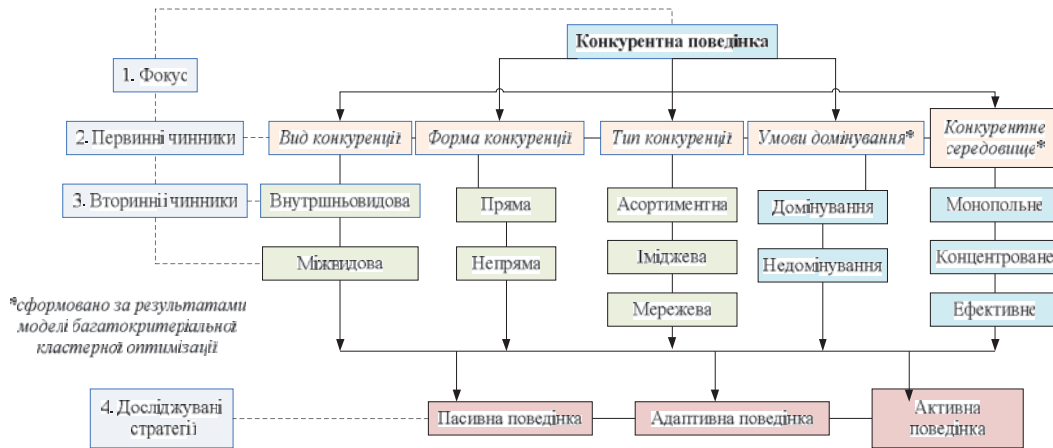 Конкурентна поведінка
1. Фокус
2. Первинні чинники
Вид конкуренції
Форма конкуренції
Тип конкуренції
Умови домінування*
Конкурентне
середовище*
3. Вторинні чинники
Внутршньовидова
Пряма
Асортиментна
Домінування
Монопольне
Міжвидова
Непряма
Іміджева
Недомінування
Концентроване
Мережева
Ефективне
*сформовано за результатами
моделі багатокритеріальної
кластерної оптимізації
4. Досліджувані
стратегії
Пасивна поведінка
Адаптивна поведінка
Активна
поведінка